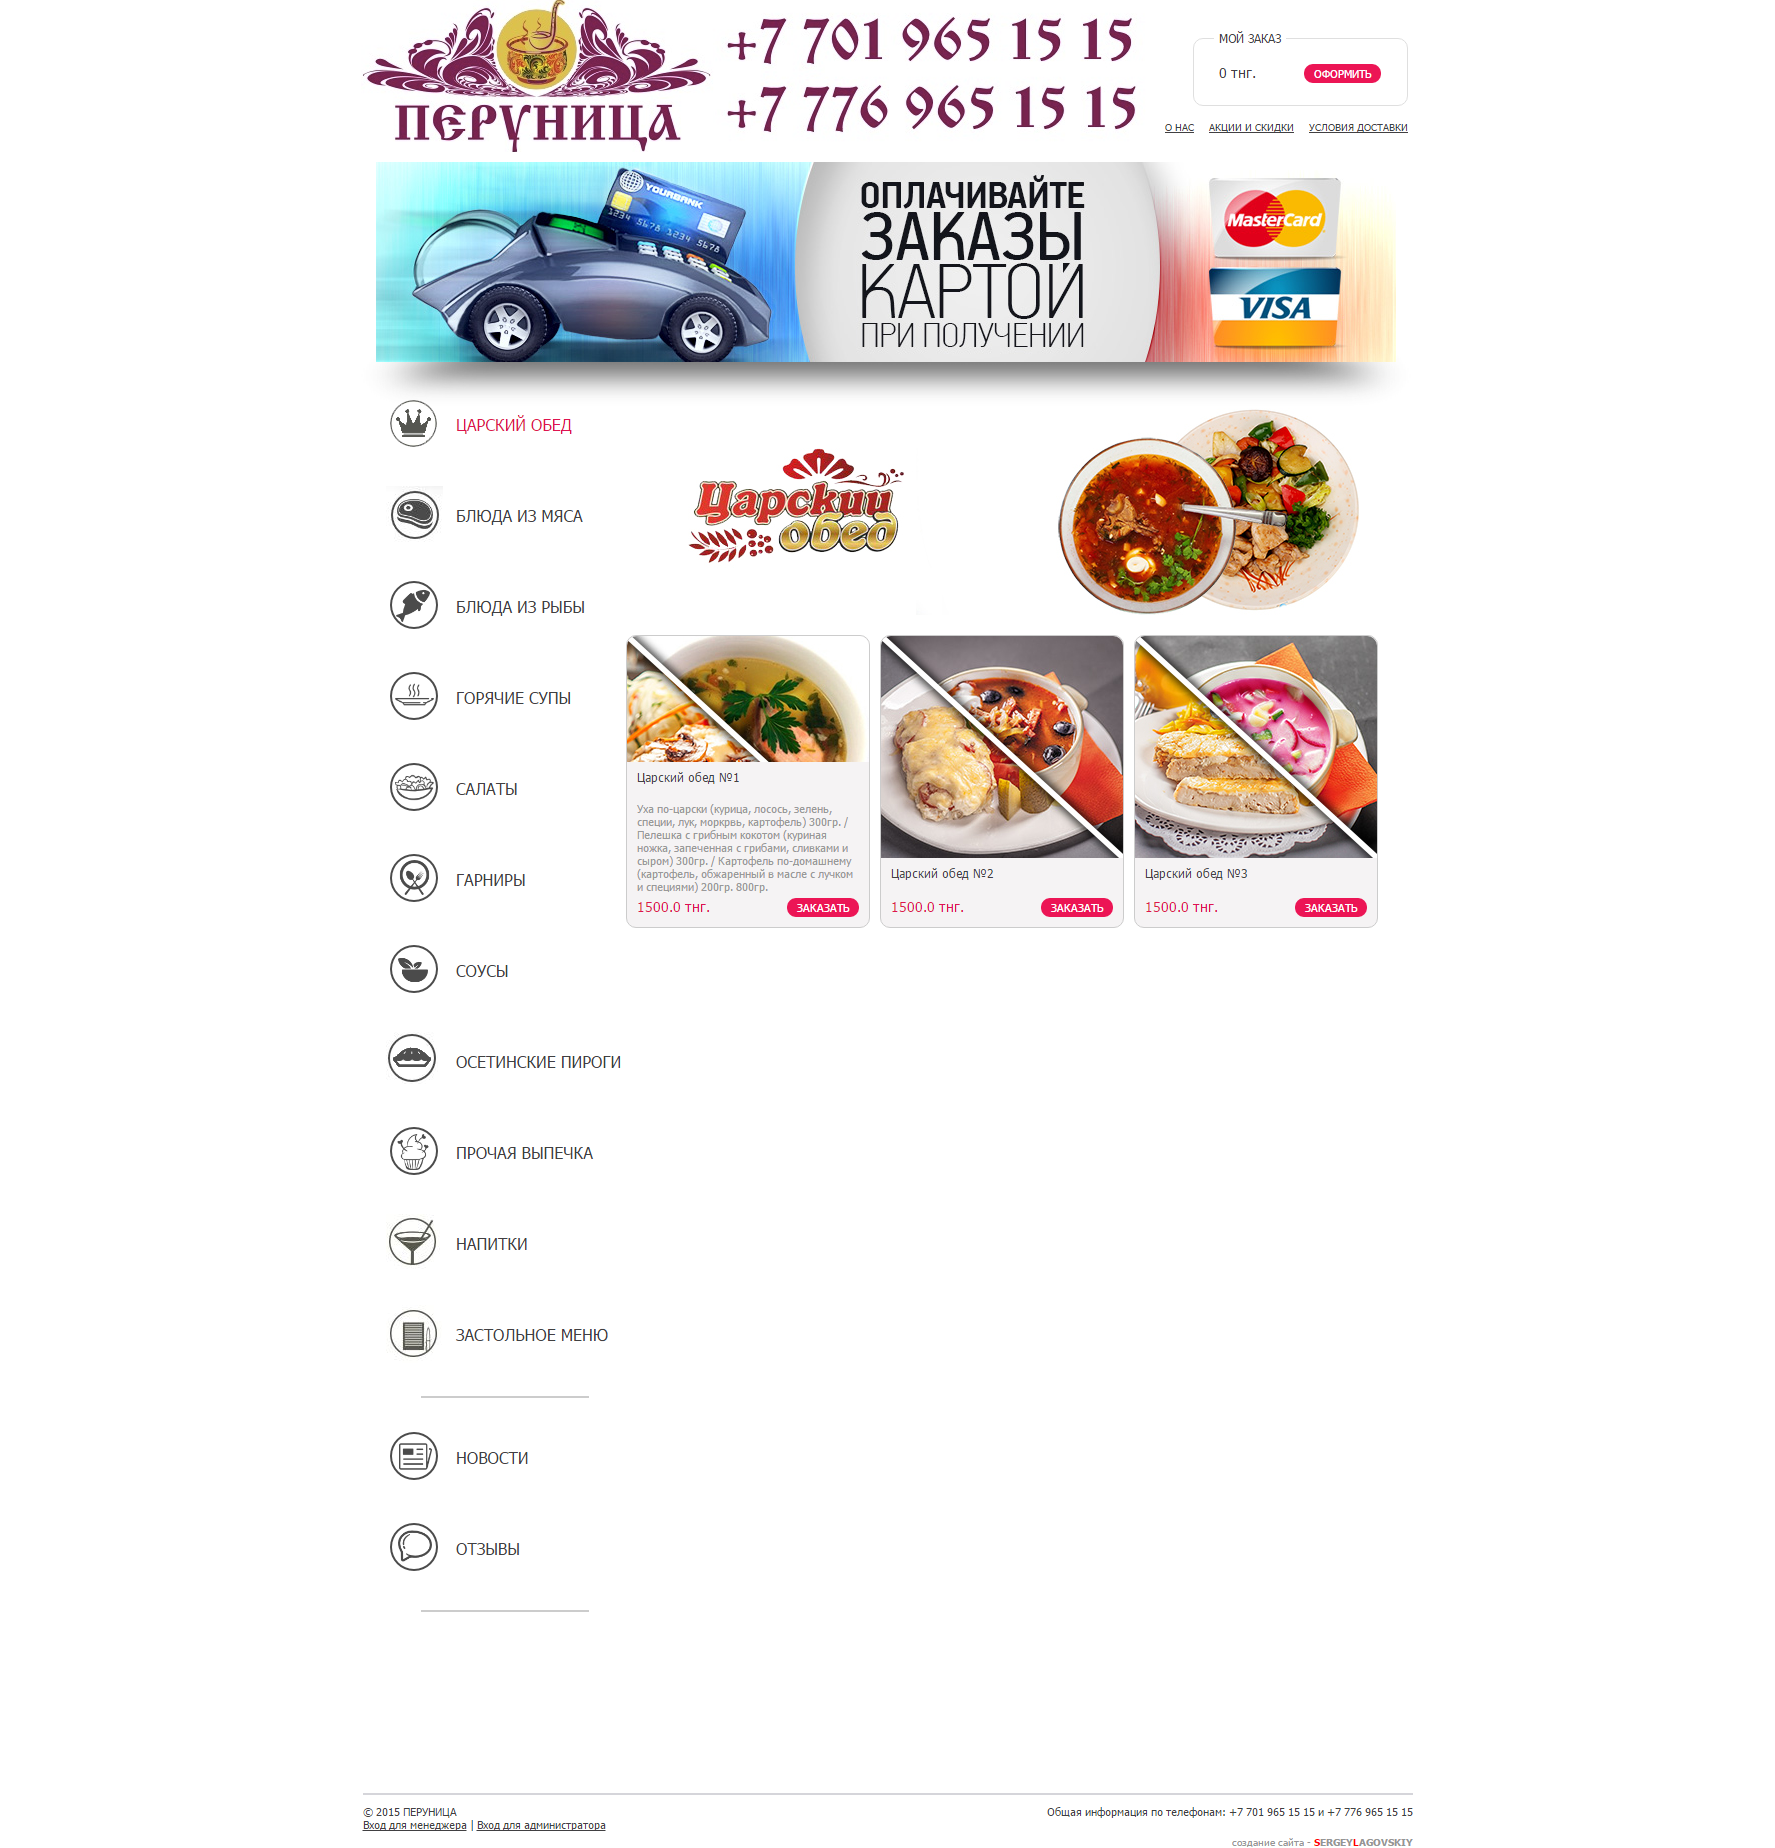 ПЕРУНИЦА
+7 701 965 15 15
+7 776 965 15 15
МОЙ ЗАКАЗ
0 тнг.
ОФОРМИТЬ
О НАС
АКЦИИ И СКИДКИ
УСЛОВИЯ ДОСТАВКИ
YOURBANK
1234 5678 1234 5678
ОПЛАЧИВАЙТЕ
ЗАКАЗЫ
КАРТОЙ
ПРИ ПОЛУЧЕНИИ
MasterCard
VISA
ЦАРСКИЙ ОБЕД
БЛЮДА ИЗ МЯСА
БЛЮДА ИЗ РЫБЫ
ГОРЯЧИЕ СУПЫ
САЛАТЫ
ГАРНИРЫ
СОУСЫ
ОСЕТИНСКИЕ ПИРОГИ
ПРОЧАЯ ВЫПЕЧКА
НАПИТКИ
ЗАСТОЛЬНОЕ МЕНЮ
НОВОСТИ
ОТЗЫВЫ
Царский
обед
Царский обед №1
Уха по-царски (курица, лосось, зелень,
специи, лук, моркрвь, картофель) 300гр. /
Пелешка с грибным кокотом (куриная
ножка, запеченная с грибами, сливками и
сыром) 300гр. / Картофель по-домашнему
(картофель, обжаренный в масле с лучком
и специями) 200гр. 800гр.
1500.0 тнг.
ЗАКАЗАТЬ
Царский обед №2
1500.0 тнг.
ЗАКАЗАТЬ
Царский обед №3
1500.0 тнг.
ЗАКАЗАТЬ
© 2015 ПЕРУНИЦА
Вход для менеджера | Вход для администратора
Общая информация по телефонам: +7 701 965 15 15 и +7 776 965 15 15
создание сайта - SERGEYLAGOVSKIY